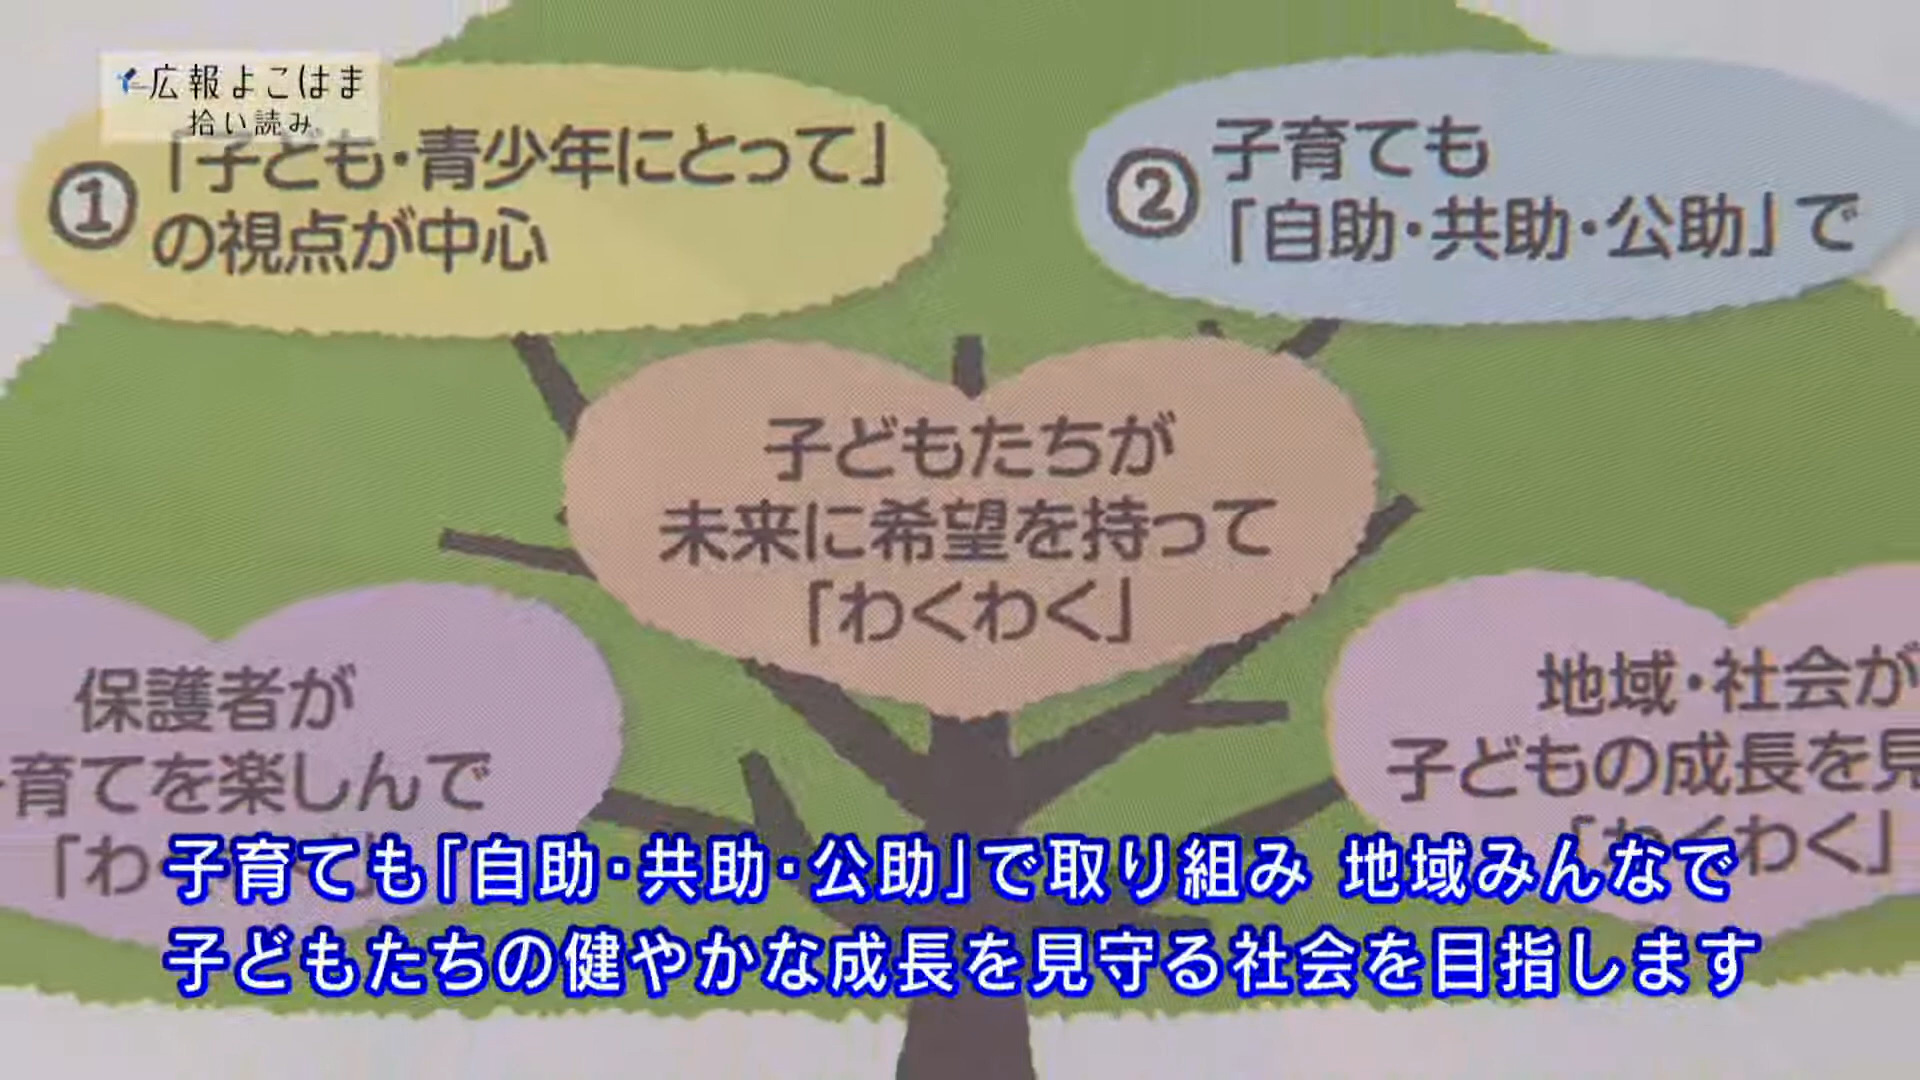 広報よこはま
拾い読み
① 「子ども・青少年にとって」
の視点が中心
② 子育ても
「自助・共助・公助」で
子どもたちが
未来に希望を持って
「わくわく」
保護者が
育てを楽しんで
「わ
地域・社会が
子どもの成長を見
「わくわく」
子育ても「自助・共助・公助」で取り組み 地域みんなで
子どもたちの健やかな成長を見守る社会を目指します